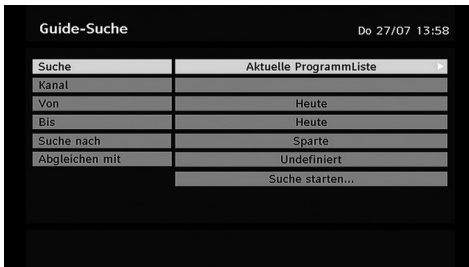 Guide-Suche Do 27/07 13:58
Suche Aktuelle ProgrammListe
Kanal
Von Heute
Bis Heute
Suche nach Sparte
Abgleichen mit Undefiniert
Suche starten...